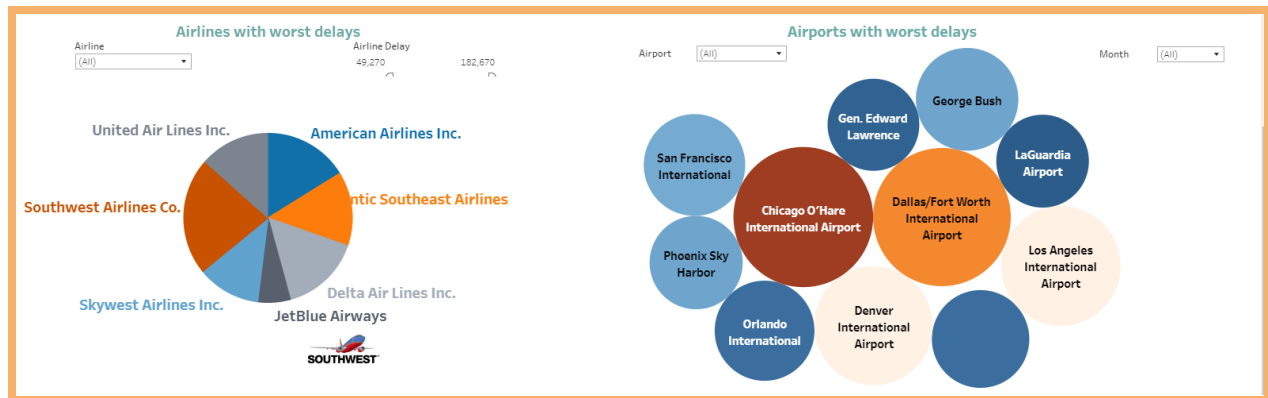 Airlines with worst delays
Airline
(All)
Airline Delay
49,270
182,670
United Air Lines Inc.
American Airlines Inc.
Southwest Airlines Co.
ntic Southeast Airlines
Skywest Airlines Inc.
Delta Air Lines Inc.
JetBlue Airways
SOUTHWEST
Airports with worst delays
Airport
(All)
Month
(All)
George Bush
Gen. Edward
Lawrence
LaGuardia
Airport
San Francisco
International
Chicago O'Hare
International Airport
Dallas/Fort Worth
International
Airport
Phoenix Sky
Harbor
Los Angeles
International
Airport
Orlando
International
Denver
International
Airport